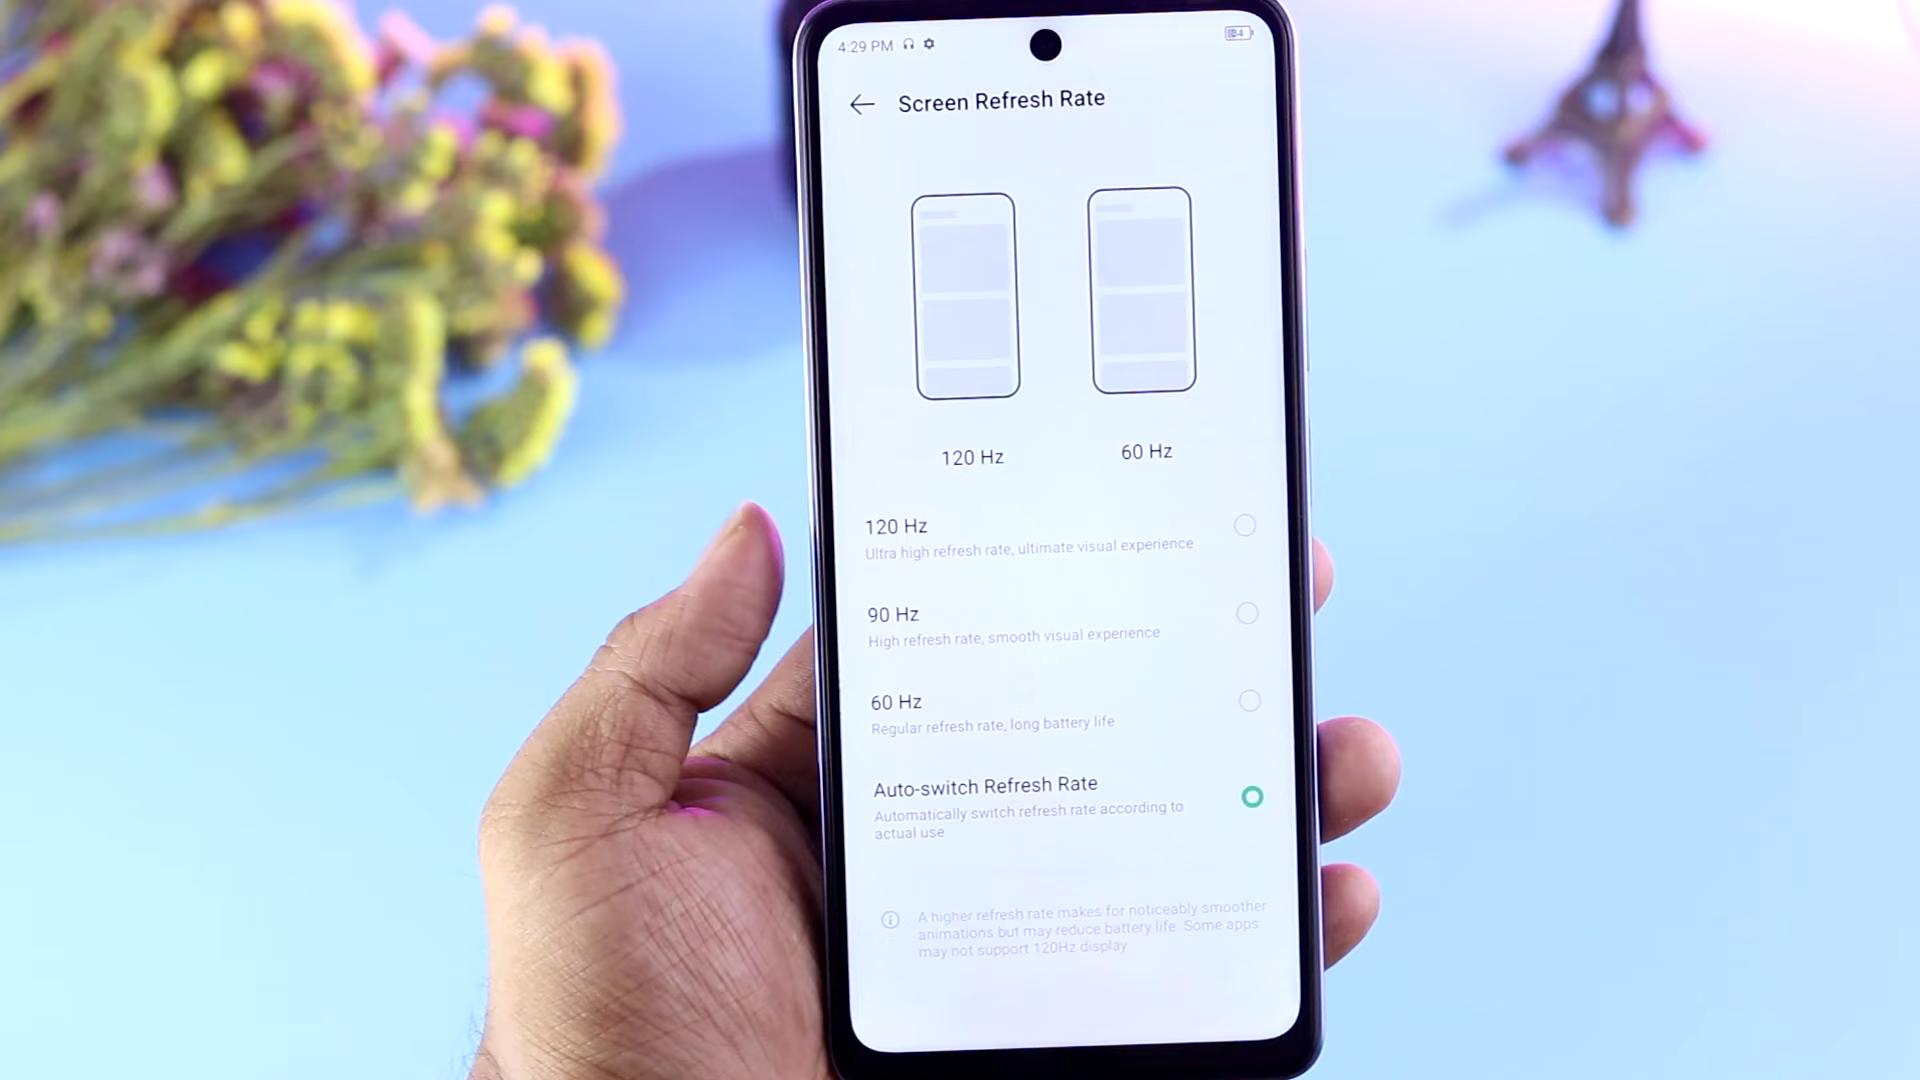 4:29 PM
Screen Refresh Rate
120 Hz
60 Hz
120 Hz
Ultra high refresh rate, ultimate visual experience
90 Hz
High refresh rate, smooth visual experience
60 Hz
Regular refresh rate, long battery life
Auto-switch Refresh Rate
Automatically switch refresh rate according to
actual use
A higher refresh rate makes for noticeably smoother
animations but may reduce battery life. Some apps
may not support 120Hz display